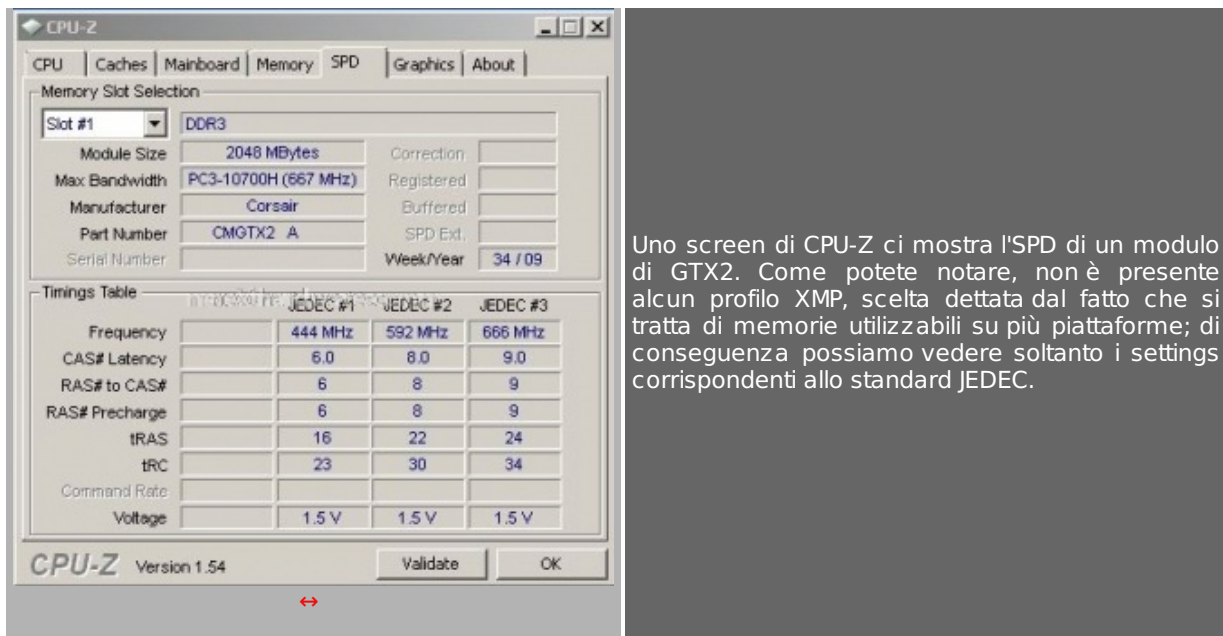 CPU-Z
CPU Caches Mainboard Memory SPD Graphics About
Memory Slot Selection
Slot #1 DDR3
Module Size 2048 MBytes Correction
Max Bandwidth PC3-10700H (667 MHz) Registered
Manufacturer Corsair Buffered
Part Number CMGTX2 A SPD Ext.
Serial Number Week/Year 34 / 09
Timings Table
JEDEC #1 JEDEC #2 JEDEC #3
Frequency 444 MHz 592 MHz 666 MHz
CAS# Latency 6.0 8.0 9.0
RAS# to CAS# 6 8 9
RAS# Precharge 6 8 9
tRAS 16 22 24
tRC 23 30 34
Command Rate
Voltage 1.5 V 1.5 V 1.5 V
CPU-Z Version 1.54 Validate OK
↔
Uno screen di CPU-Z ci mostra l'SPD di un modulo
di GTX2. Come potete notare, non è presente
alcun profilo XMP, scelta dettata dal fatto che si
tratta di memorie utilizzabili su più piattaforme; di
conseguenza possiamo vedere soltanto i settings
corrispondenti allo standard JEDEC.